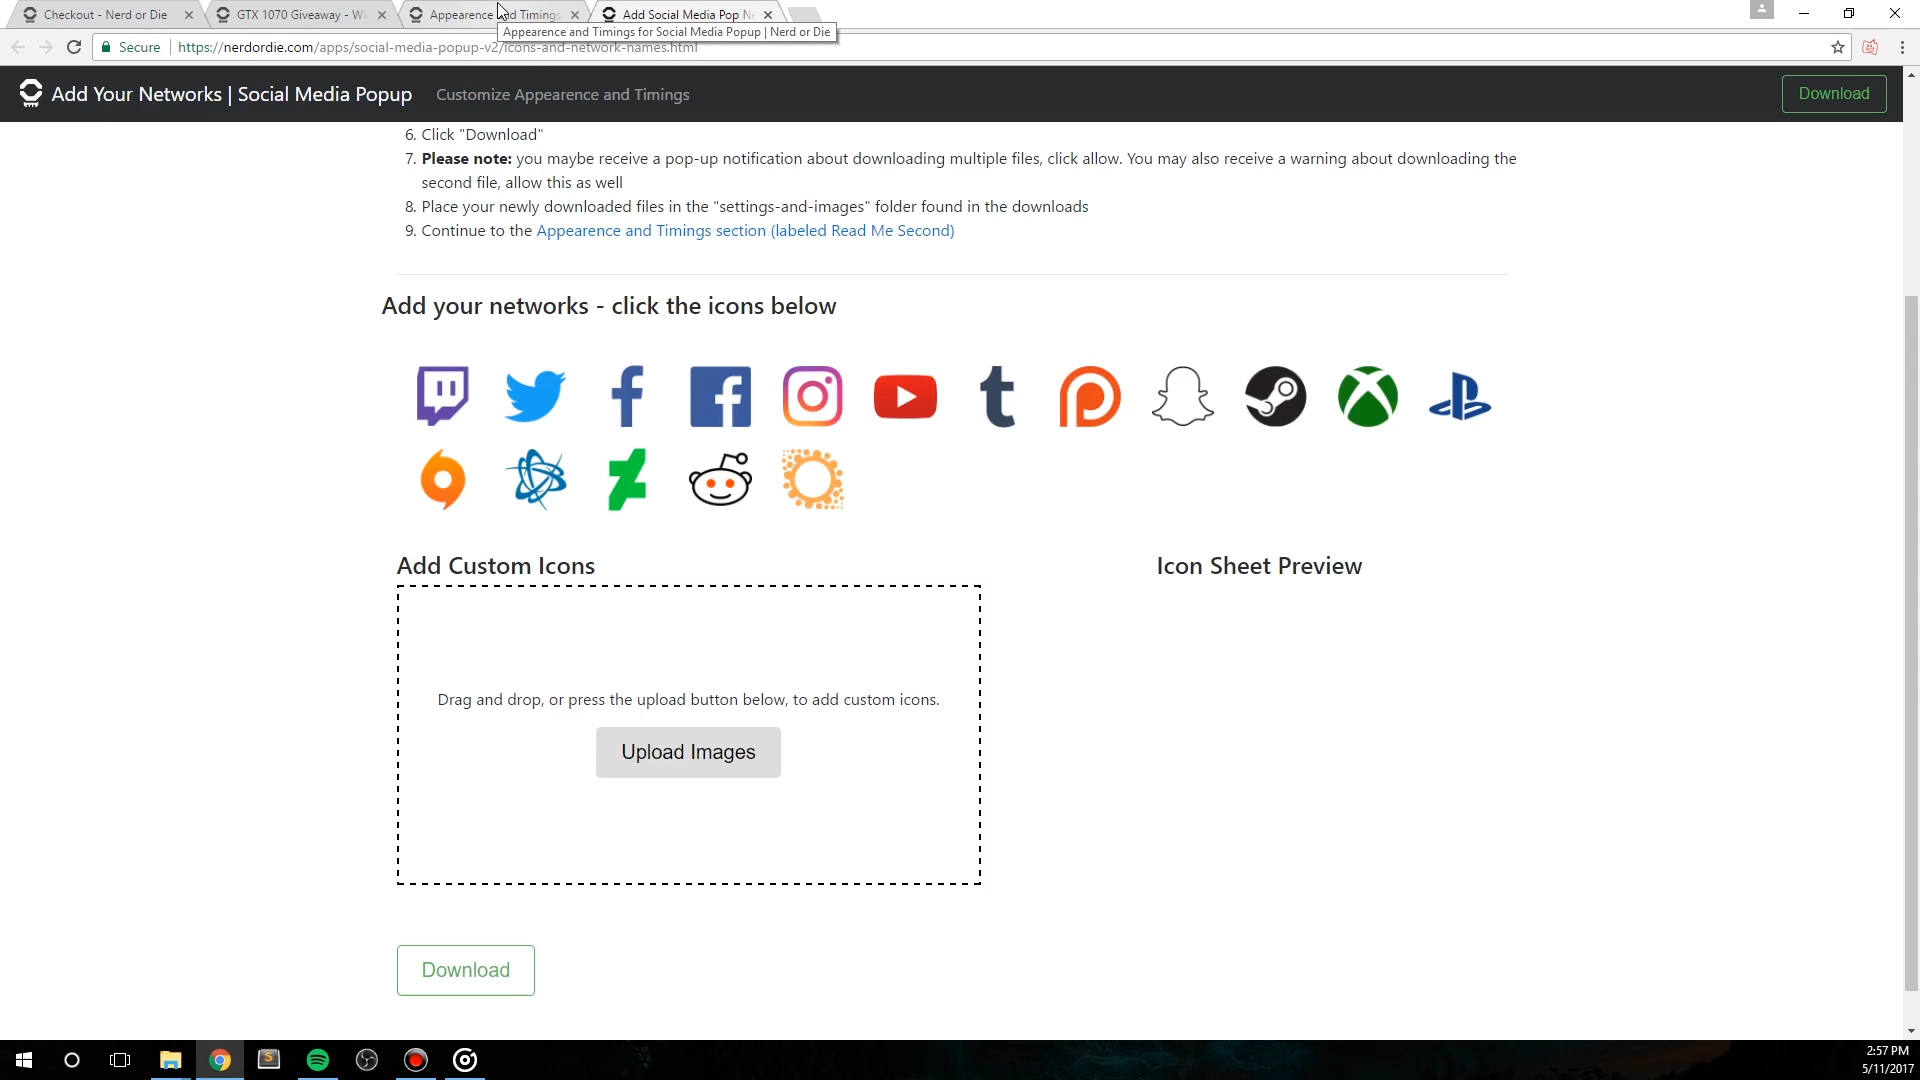 Checkout - Nerd or Die
GTX 1070 Giveaway - Wi
Appearence and Timings
Add Social Media Pop Ne
Appearence and Timings for Social Media Popup | Nerd or Die
Secure
https://nerdordie.com/apps/social-media-popup-v2/icons-and-network-names.html
Add Your Networks | Social Media Popup
Customize Appearence and Timings
Download
6. Click "Download"
7. Please note: you maybe receive a pop-up notification about downloading multiple files, click allow. You may also receive a warning about downloading the
second file, allow this as well
8. Place your newly downloaded files in the "settings-and-images" folder found in the downloads
9. Continue to the Appearence and Timings section (labeled Read Me Second)
Add your networks - click the icons below
Add Custom Icons
Icon Sheet Preview
Drag and drop, or press the upload button below, to add custom icons.
Upload Images
Download
2:57 PM
5/11/2017